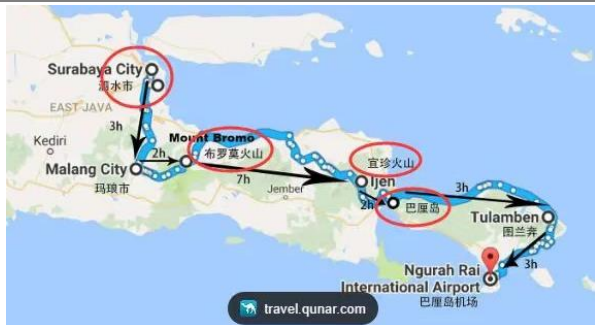 Surabaya City
泗水市
EAST JAVA
3h
Kediri
Mount Bromo
2h
布罗莫火山
Malang City
玛琅市
7h
Jember
宜珍火山
Ijen
2h
3h
巴厘岛
Tulamben
图兰奔
3h
Ngurah Rai
International Airport
巴厘岛机场
travel.qunar.com